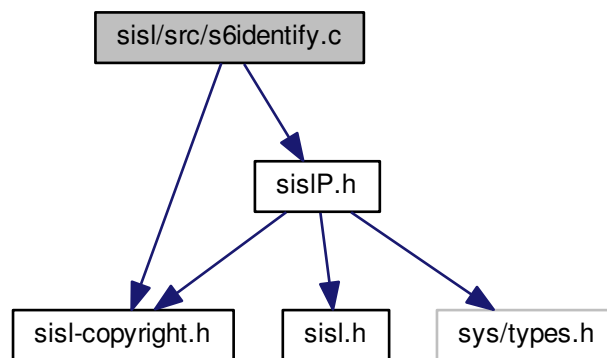 sisl/src/s6identify.c
sislP.h
sisl-copyright.h
sisl.h
sys/types.h